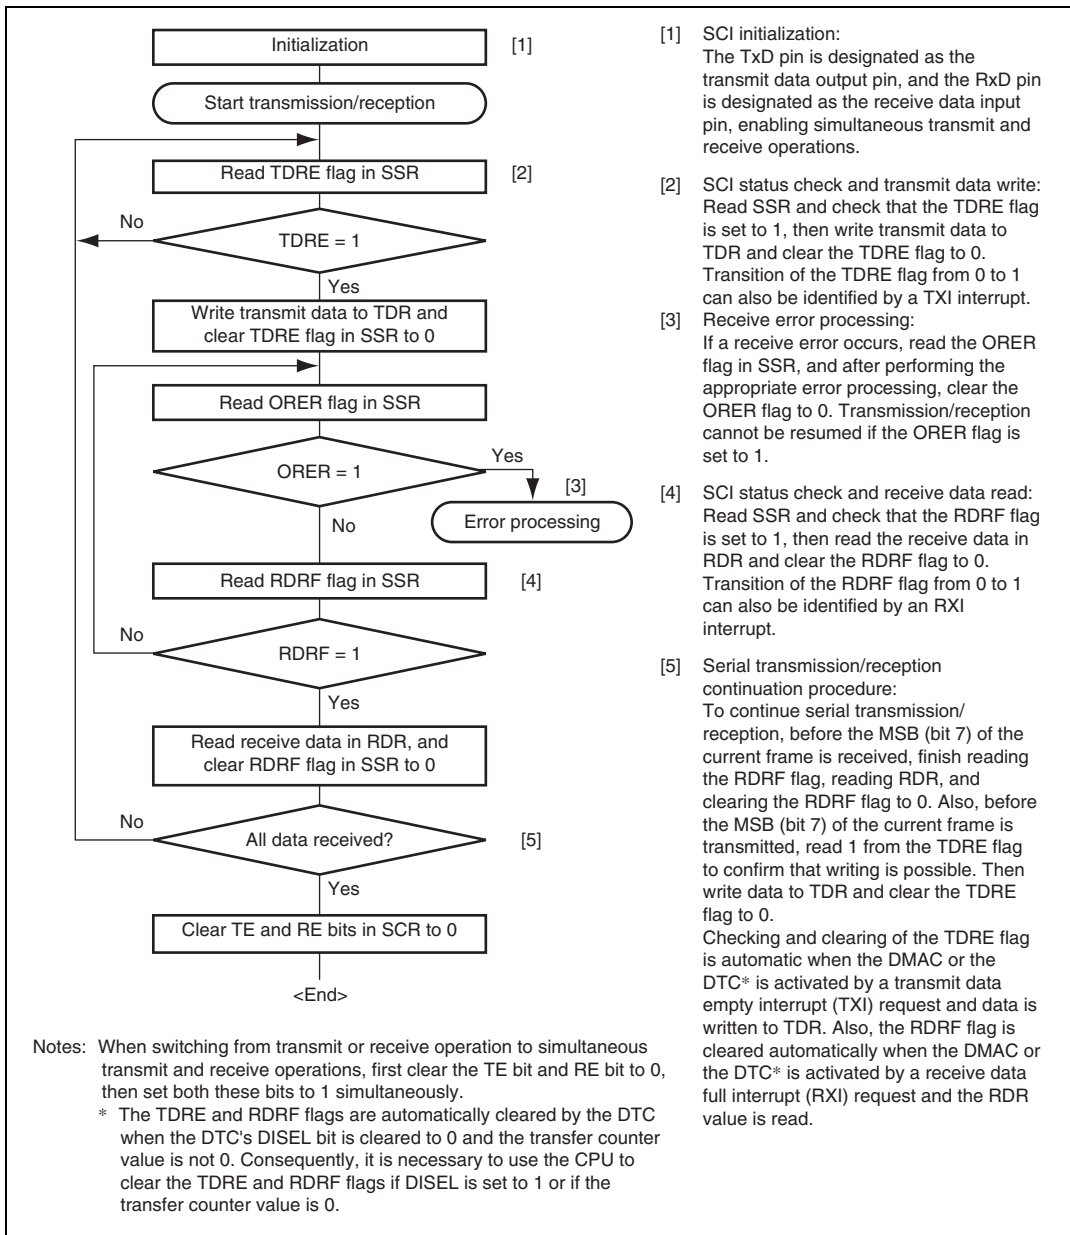 Initialization [1]
Start transmission/reception
Read TDRE flag in SSR [2]
No
TDRE = 1
Yes
Write transmit data to TDR and
clear TDRE flag in SSR to 0
Read ORER flag in SSR
Yes
ORER = 1
[3]
Error processing
No
Read RDRF flag in SSR [4]
No
RDRF = 1
Yes
Read receive data in RDR, and
clear RDRF flag in SSR to 0
No
All data received? [5]
Yes
Clear TE and RE bits in SCR to 0
<End>
[1] SCI initialization:
The TxD pin is designated as the
transmit data output pin, and the RxD pin
is designated as the receive data input
pin, enabling simultaneous transmit and
receive operations.
[2] SCI status check and transmit data write:
Read SSR and check that the TDRE flag
is set to 1, then write transmit data to
TDR and clear the TDRE flag to 0.
Transition of the TDRE flag from 0 to 1
can also be identified by a TXI interrupt.
[3] Receive error processing:
If a receive error occurs, read the ORER
flag in SSR, and after performing the
appropriate error processing, clear the
ORER flag to 0. Transmission/reception
cannot be resumed if the ORER flag is
set to 1.
[4] SCI status check and receive data read:
Read SSR and check that the RDRF flag
is set to 1, then read the receive data in
RDR and clear the RDRF flag to 0.
Transition of the RDRF flag from 0 to 1
can also be identified by an RXI
interrupt.
[5] Serial transmission/reception
continuation procedure:
To continue serial transmission/
reception, before the MSB (bit 7) of the
current frame is received, finish reading
the RDRF flag, reading RDR, and
clearing the RDRF flag to 0. Also, before
the MSB (bit 7) of the current frame is
transmitted, read 1 from the TDRE flag
to confirm that writing is possible. Then
write data to TDR and clear the TDRE
flag to 0.
Checking and clearing of the TDRE flag
is automatic when the DMAC or the
DTC* is activated by a transmit data
empty interrupt (TXI) request and data is
written to TDR. Also, the RDRF flag is
cleared automatically when the DMAC or
the DTC* is activated by a receive data
full interrupt (RXI) request and the RDR
value is read.
Notes: When switching from transmit or receive operation to simultaneous
transmit and receive operations, first clear the TE bit and RE bit to 0,
then set both these bits to 1 simultaneously.
* The TDRE and RDRF flags are automatically cleared by the DTC
when the DTC's DISEL bit is cleared to 0 and the transfer counter
value is not 0. Consequently, it is necessary to use the CPU to
clear the TDRE and RDRF flags if DISEL is set to 1 or if the
transfer counter value is 0.